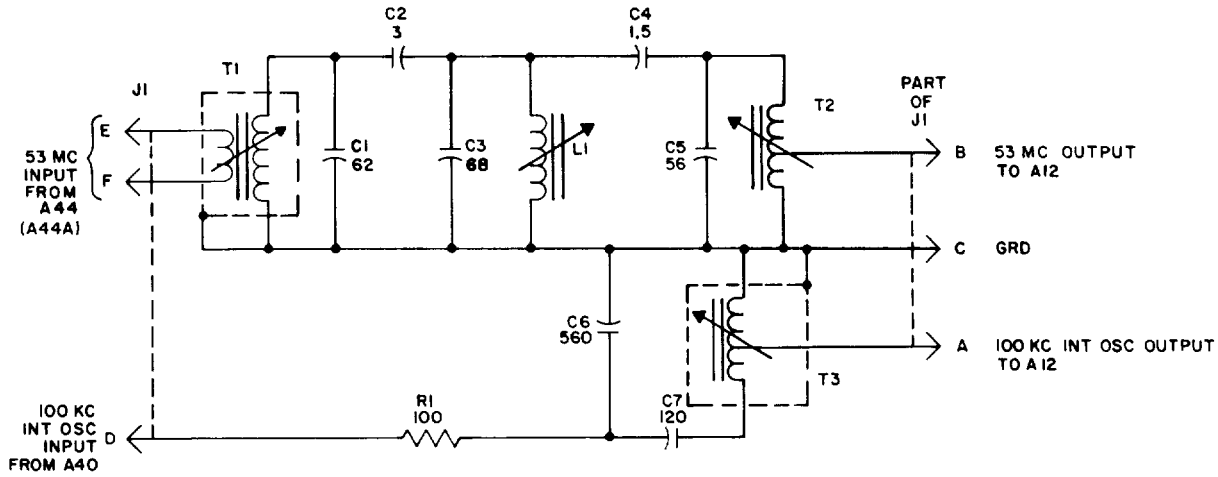 C2
3
C4
1.5
J1
T1
T2
PART
OF
J1
E
F
53 MC
INPUT
FROM
A44
(A44A)
C1
62
C3
68
L1
C5
56
B 53 MC OUTPUT
TO A12
C GRD
C6
560
A 100 KC INT OSC OUTPUT
TO A12
T3
R1
100
C7
120
100 KC
INT OSC
INPUT
FROM A40
D